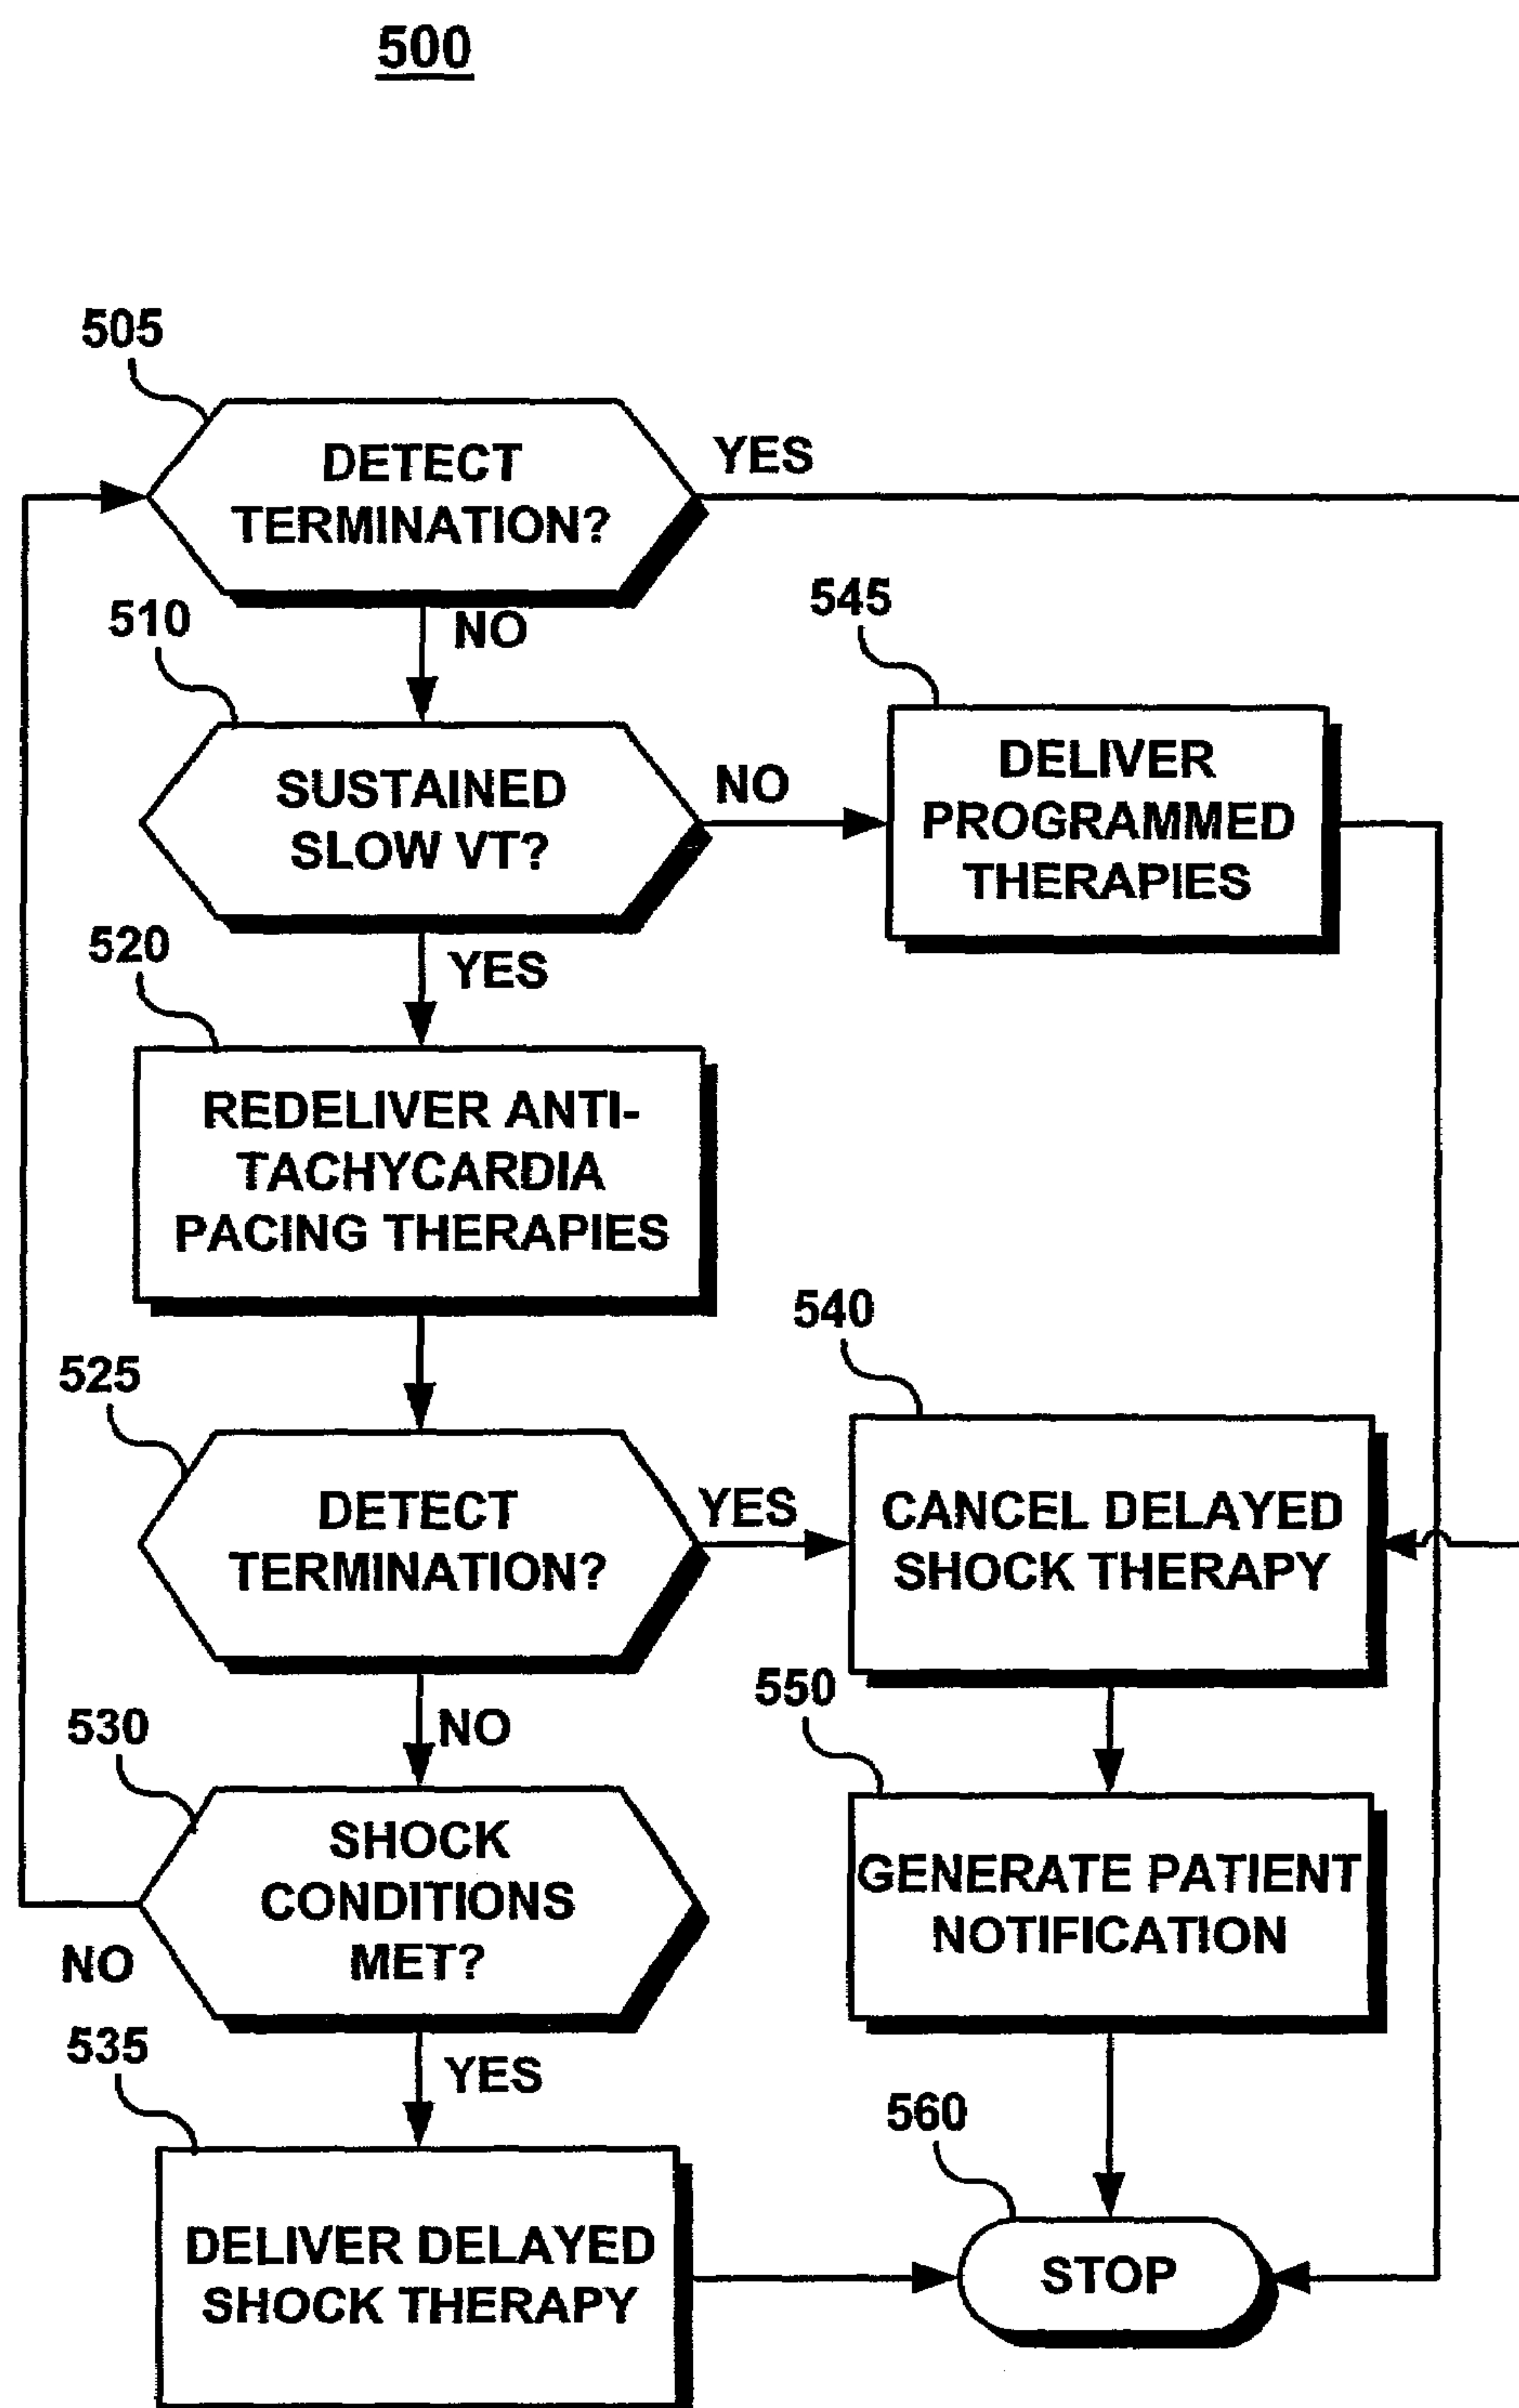 500
505
DETECT
TERMINATION?
YES
NO
510
SUSTAINED
SLOW VT?
NO
YES
545
DELIVER
PROGRAMMED
THERAPIES
520
REDELIVER ANTI-
TACHYCARDIA
PACING THERAPIES
525
DETECT
TERMINATION?
YES
NO
540
CANCEL DELAYED
SHOCK THERAPY
530
SHOCK
CONDITIONS
MET?
NO
YES
550
GENERATE PATIENT
NOTIFICATION
535
DELIVER DELAYED
SHOCK THERAPY
560
STOP